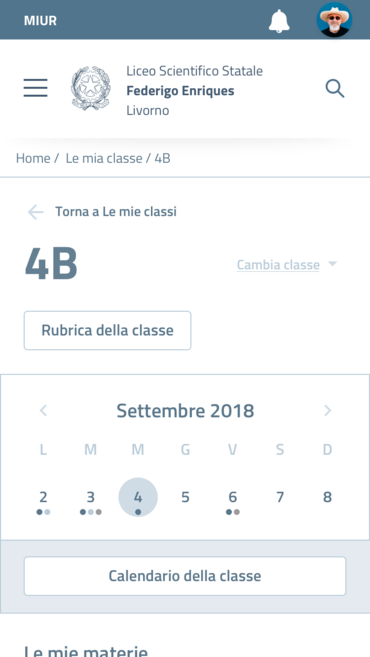 MIUR
Liceo Scientifico Statale
Federigo Enriques
Livorno
Home / Le mia classe / 4B
Torna a Le mie classi
4B
Cambia classe
Rubrica della classe
Settembre 2018
L M M G V S D
2 3 4 5 6 7 8
Calendario della classe
Le mie materie